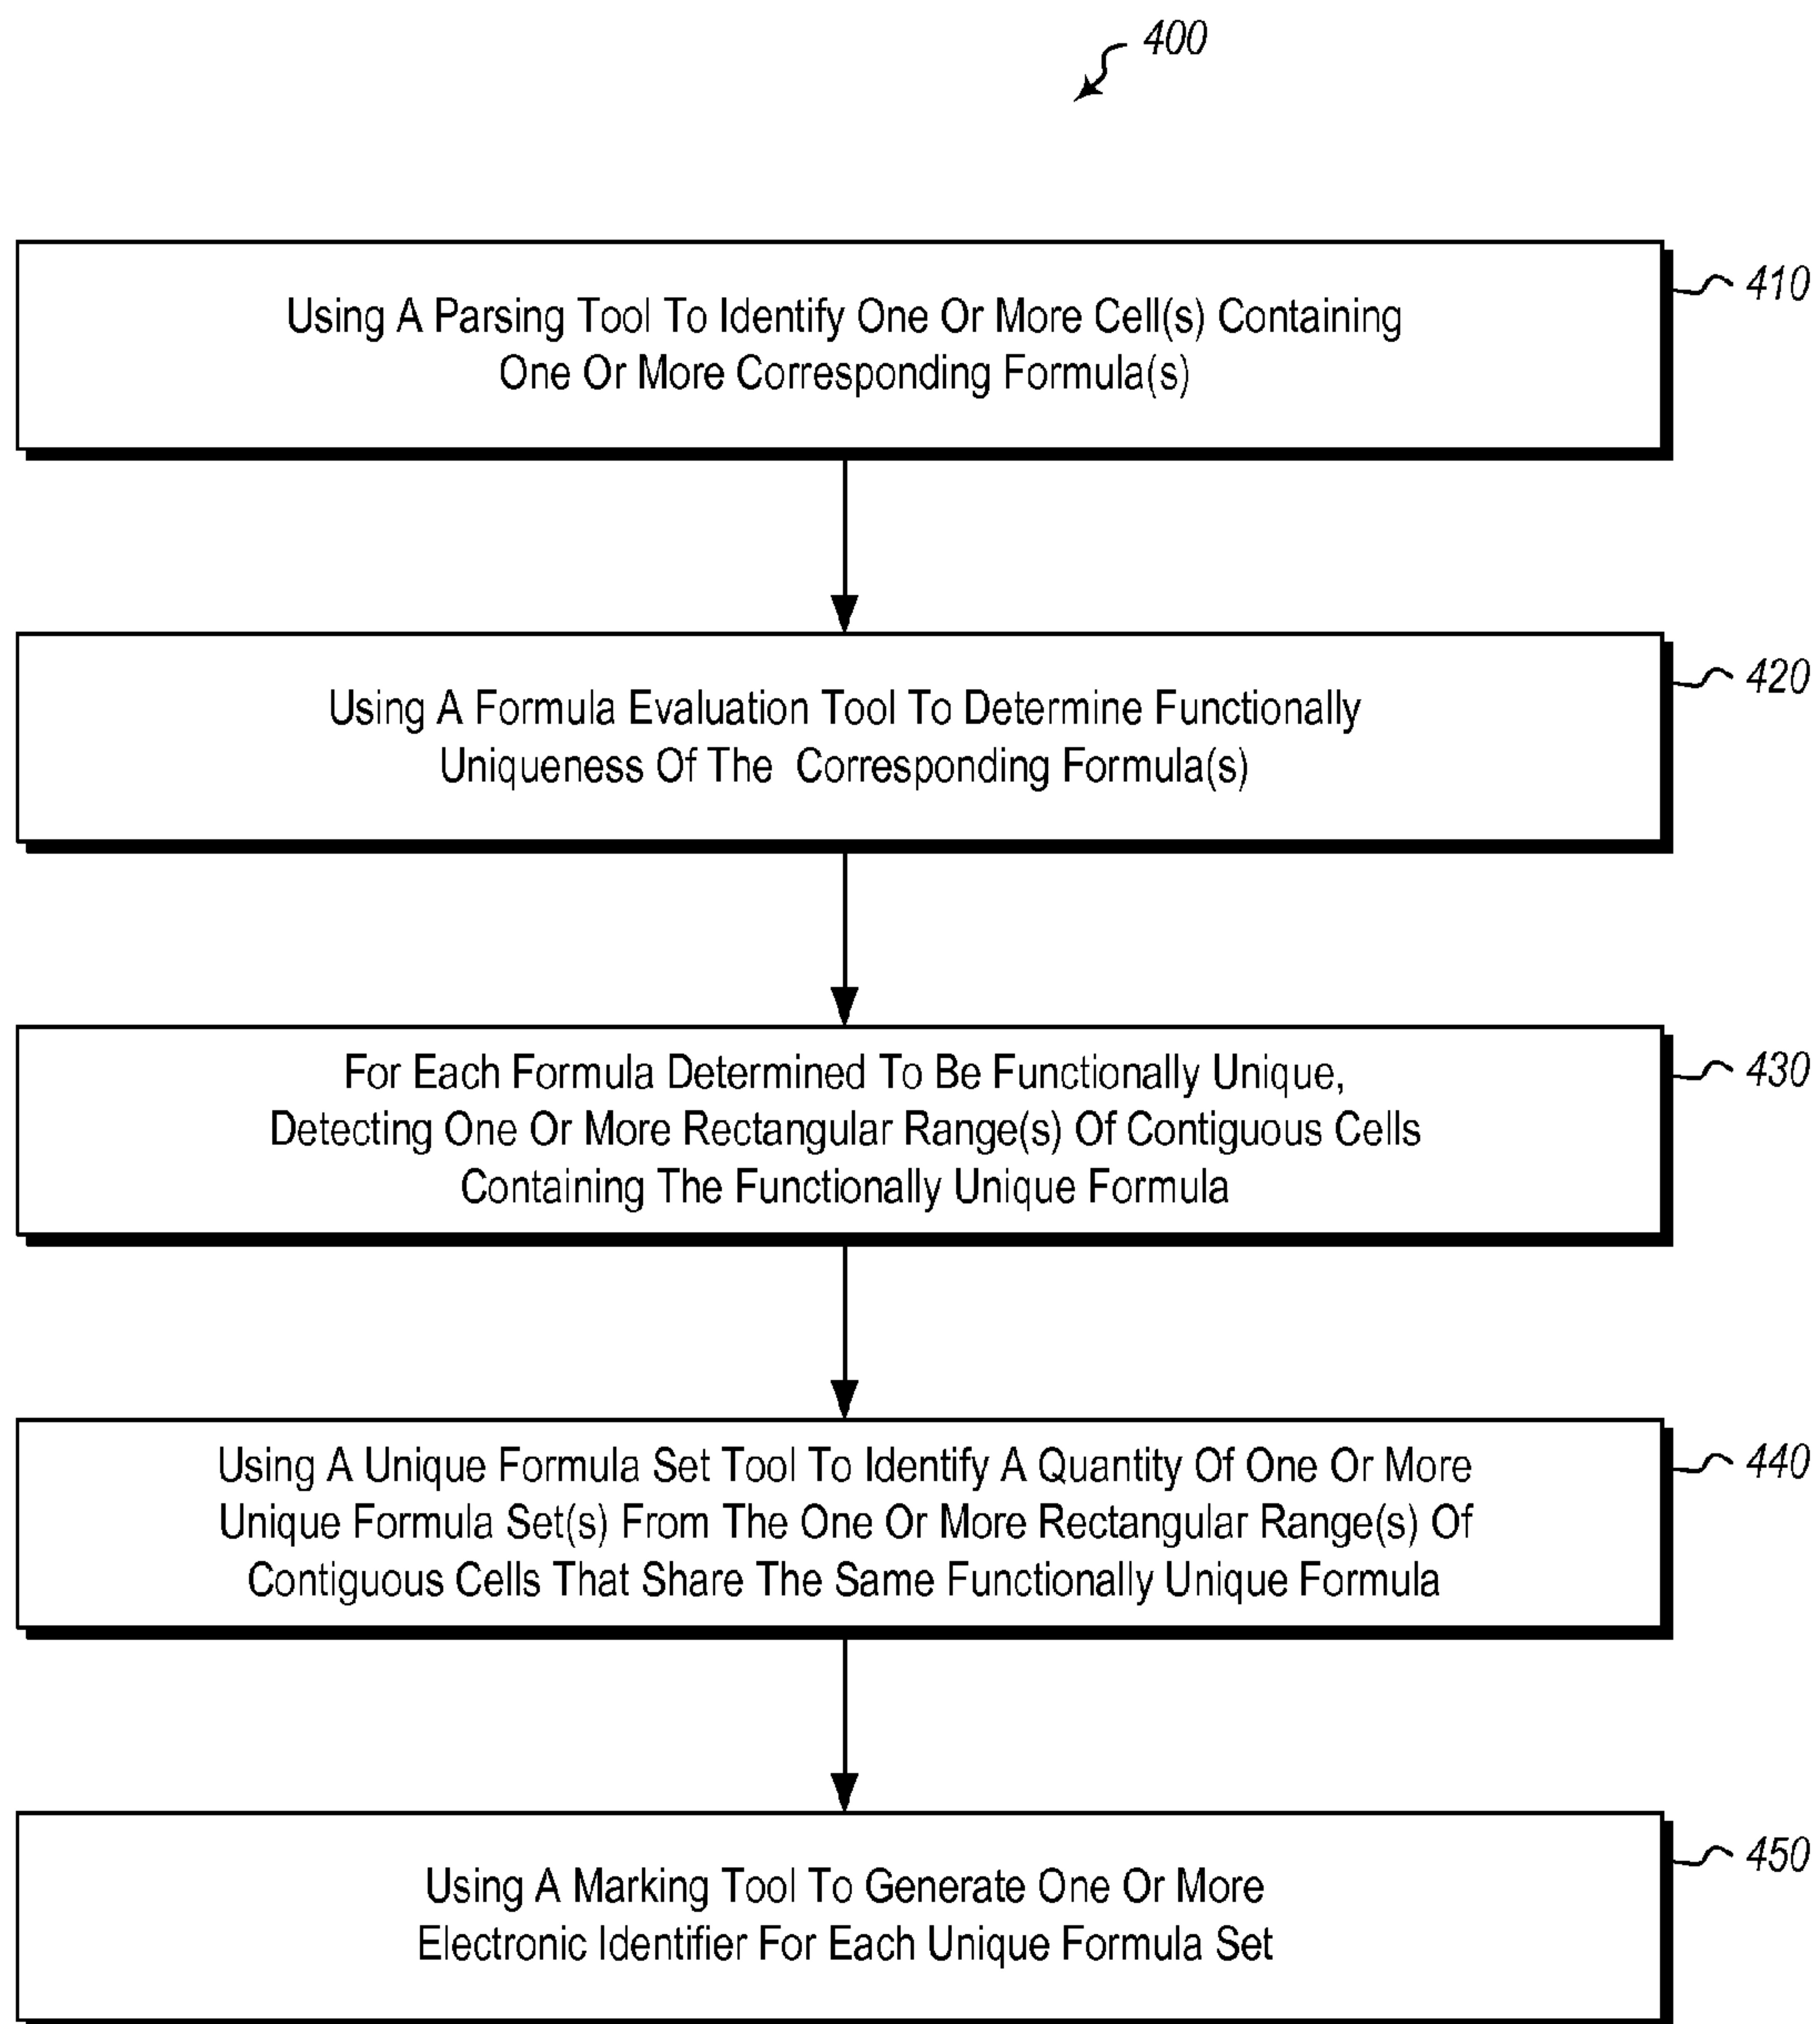 400
Using A Parsing Tool To Identify One Or More Cell(s) Containing
One Or More Corresponding Formula(s)
410
Using A Formula Evaluation Tool To Determine Functionally
Uniqueness Of The Corresponding Formula(s)
420
For Each Formula Determined To Be Functionally Unique,
Detecting One Or More Rectangular Range(s) Of Contiguous Cells
Containing The Functionally Unique Formula
430
Using A Unique Formula Set Tool To Identify A Quantity Of One Or More
Unique Formula Set(s) From The One Or More Rectangular Range(s) Of
Contiguous Cells That Share The Same Functionally Unique Formula
440
Using A Marking Tool To Generate One Or More
Electronic Identifier For Each Unique Formula Set
450